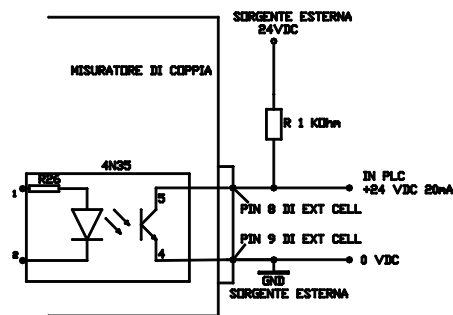 SORGENTE ESTERNA
24VDC
MISURATORE DI COPPIA
R 1 KOhm
4N35
R26
IN PLC
+24 VDC 20mA
1
5
PIN 8 DI EXT CELL
PIN 9 DI EXT CELL
2
4
0 VDC
GND
SORGENTE ESTERNA